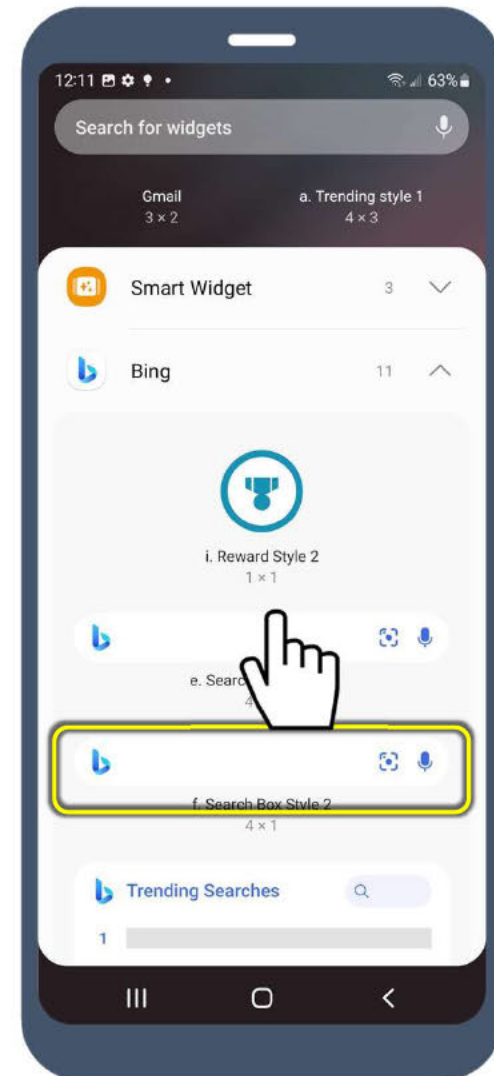 12:11 63%
Search for widgets
Gmail a. Trending style 1
3 × 2 4 × 3
Smart Widget 3
Bing 11
i. Reward Style 2
1 × 1
e. Searc
4
f. Search Box Style 2
4 × 1
Trending Searches
1